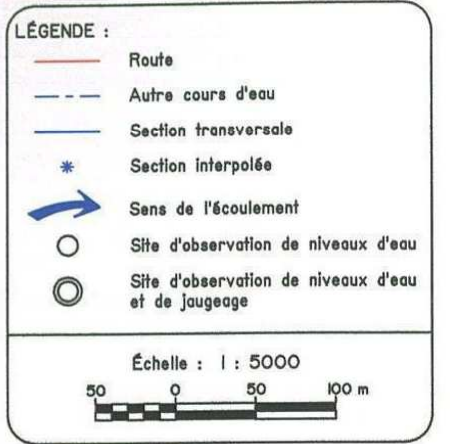 LÉGENDE :
Route
Autre cours d'eau
Section transversale
Section interpolée
Sens de l'écoulement
Site d'observation de niveaux d'eau
Site d'observation de niveaux d'eau
et de jaugeage
Échelle : 1 : 5000
50 0 50 100 m